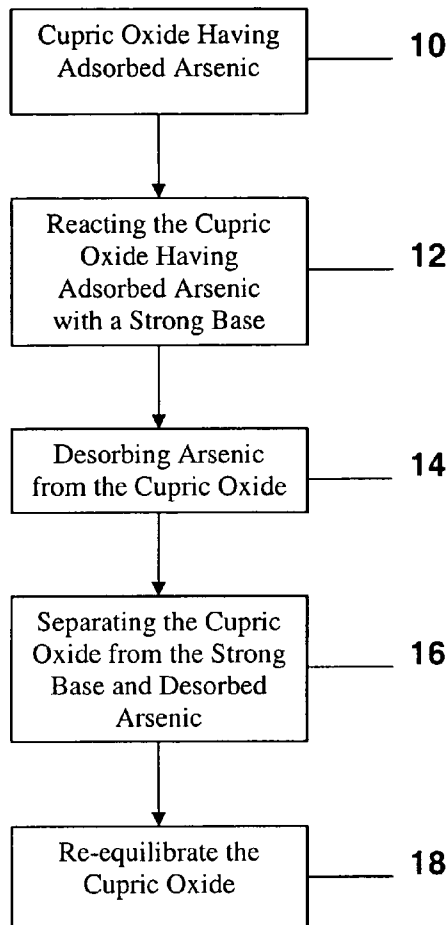 Cupric Oxide Having
Adsorbed Arsenic
10
Reacting the Cupric
Oxide Having
Adsorbed Arsenic
with a Strong Base
12
Desorbing Arsenic
from the Cupric Oxide
14
Separating the Cupric
Oxide from the Strong
Base and Desorbed
Arsenic
16
Re-equilibrate the
Cupric Oxide
18